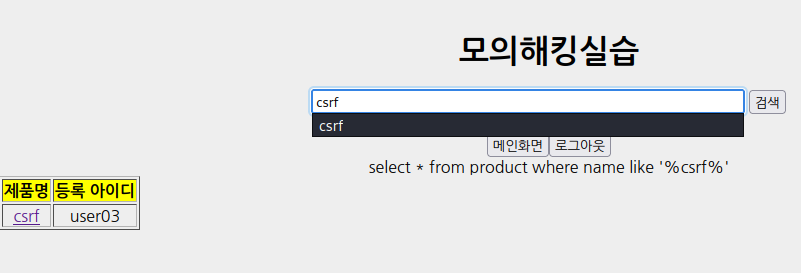 모의해킹실습
csrf 검색
csrf
메인화면 로그아웃
select * from product where name like '%csrf%'
제품명 등록 아이디
csrf user03